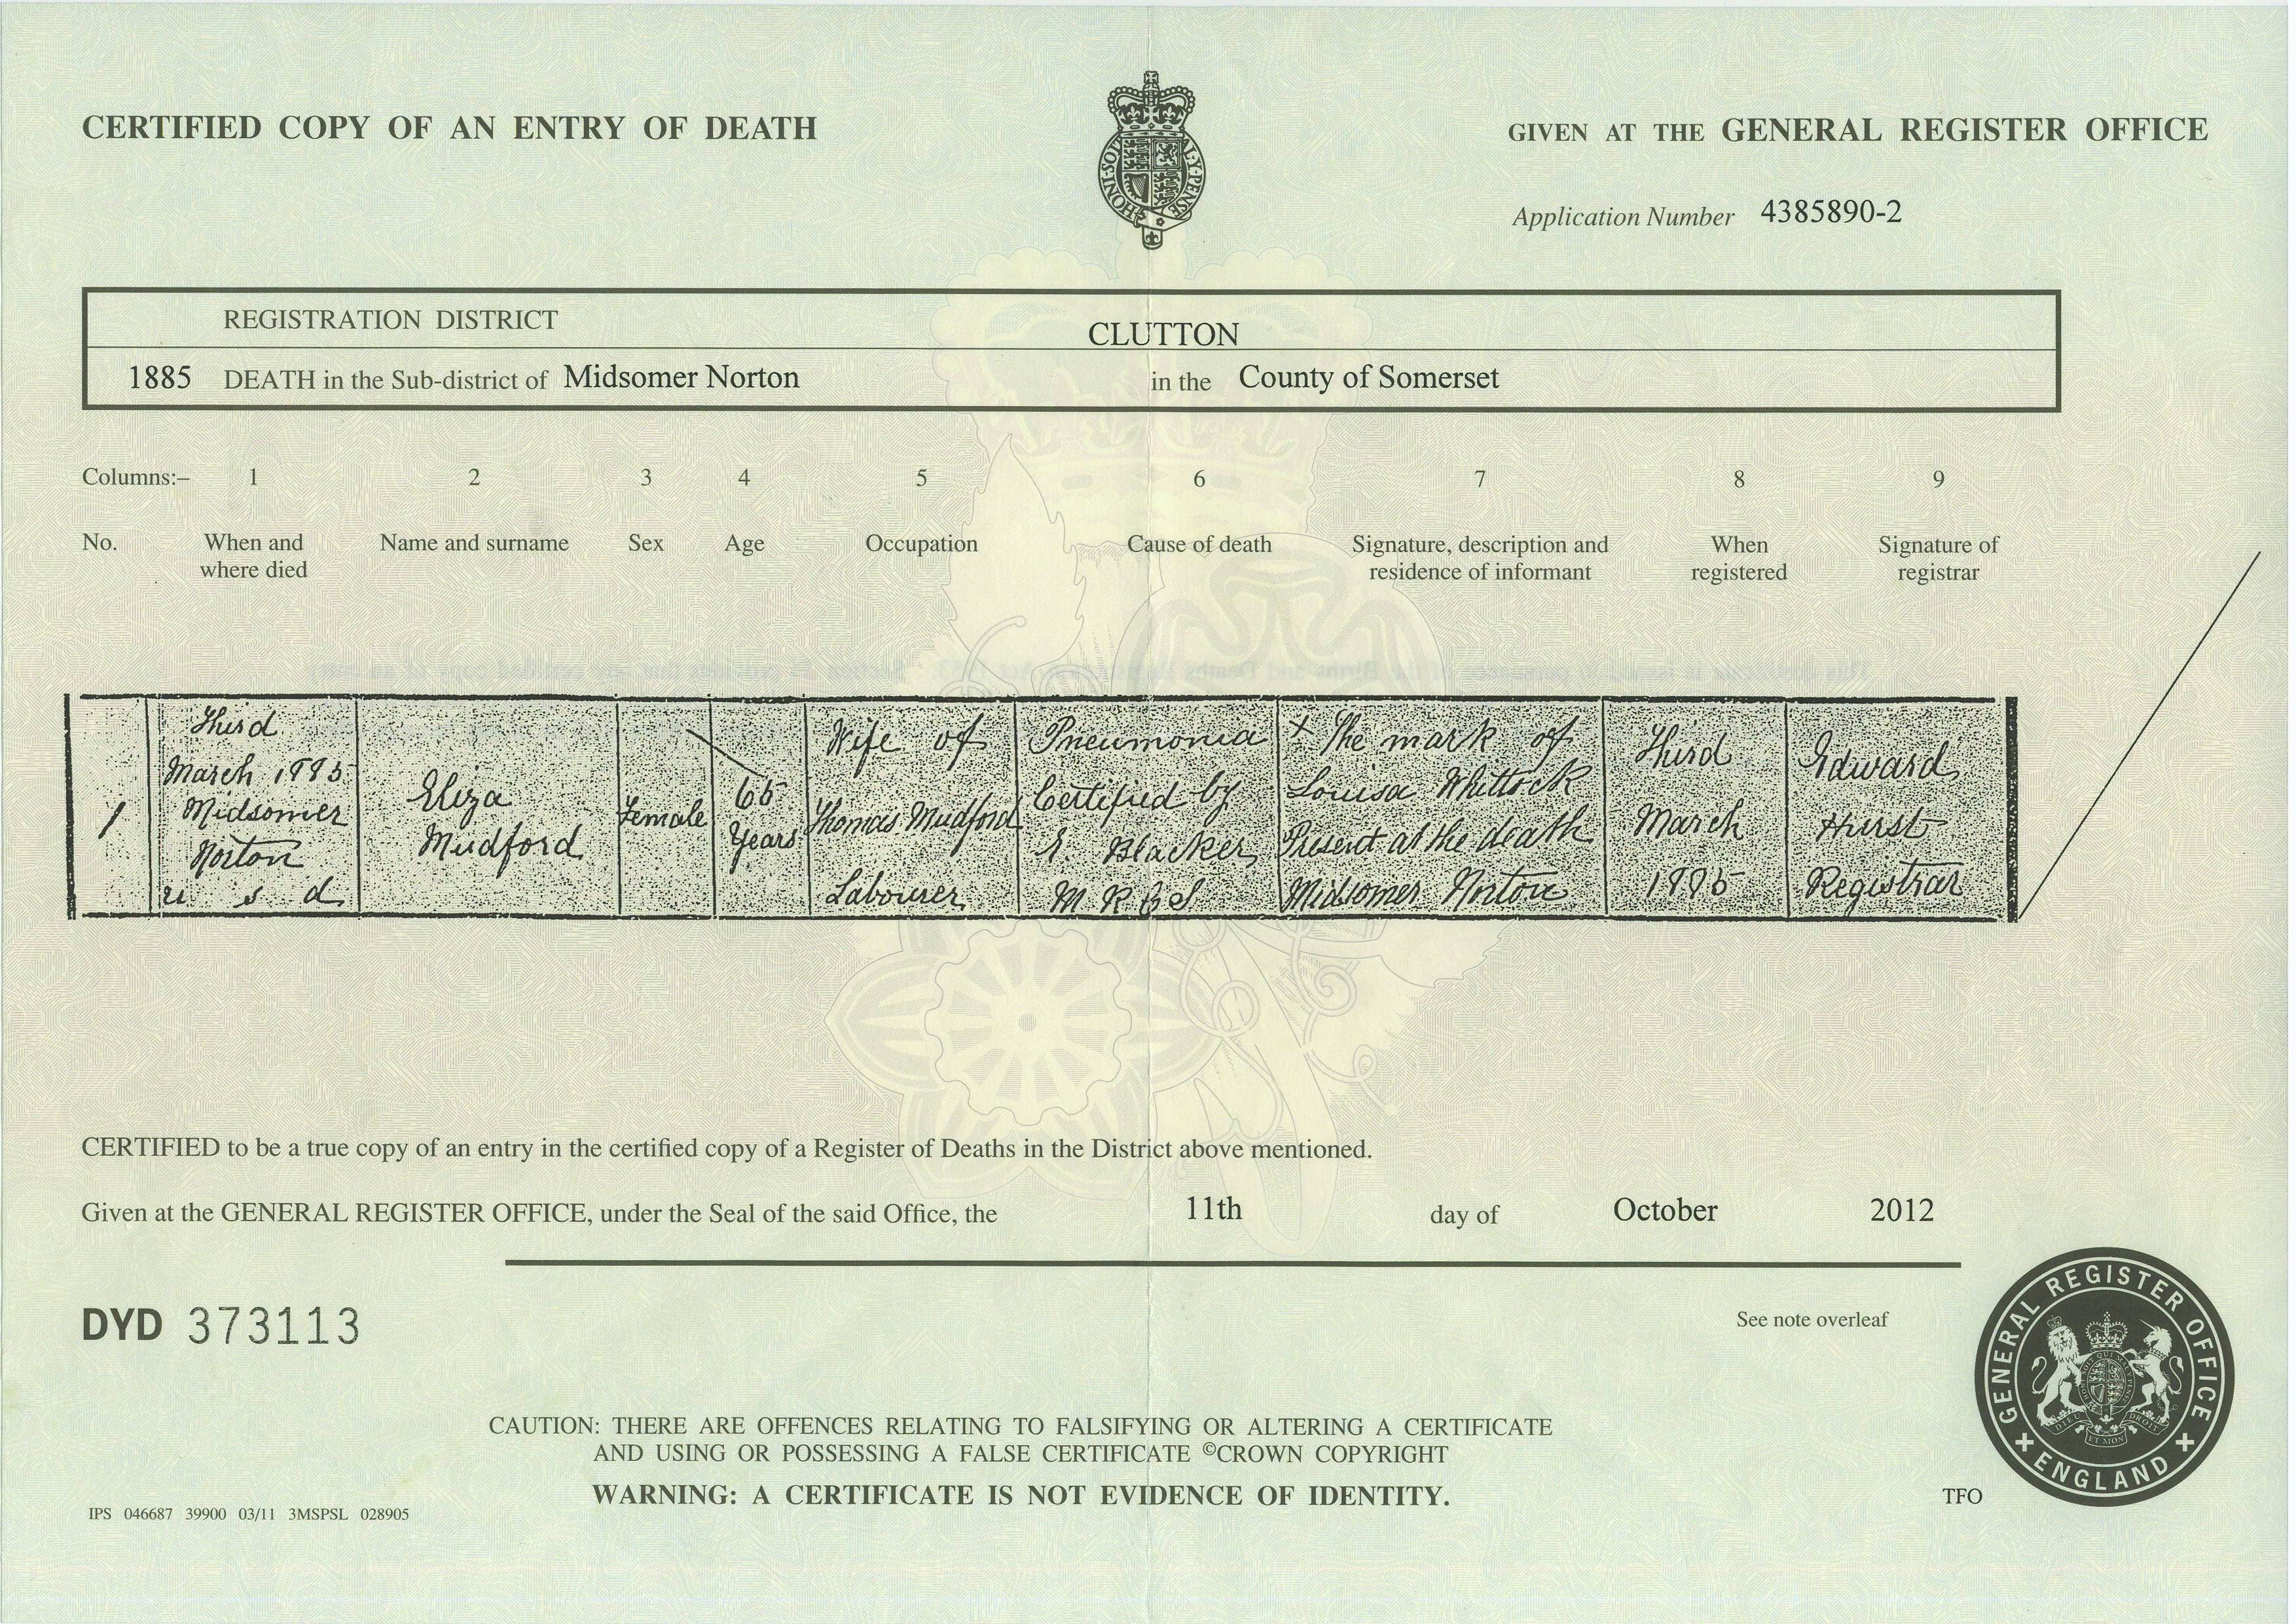 CERTIFIED COPY OF AN ENTRY OF DEATH
GIVEN AT THE GENERAL REGISTER OFFICE
HONI·SOIT
AL·Y·PENSE
Application Number 4385890-2
REGISTRATION DISTRICT CLUTTON
1885 DEATH in the Sub-district of Midsomer Norton in the County of Somerset
Columns:– 1 2 3 4 5 6 7 8 9
No.
When and
where died
Name and surname
Sex
Age
Occupation
Cause of death
Signature, description and
residence of informant
When
registered
Signature of
registrar
1
Third
March 1885
Midsomer
Norton
u s d
Eliza
Mudford
Female
65
Years
Wife of
Thomas Mudford
Labourer
Pneumonia
Certified by
Blacker
M R C S
X The mark of
Louisa Whittock
Present at the death
Midsomer Norton
Third
March
1885
Edward
Hurst
Registrar
CERTIFIED to be a true copy of an entry in the certified copy of a Register of Deaths in the District above mentioned.
Given at the GENERAL REGISTER OFFICE, under the Seal of the said Office, the 11th day of October 2012
DYD 373113
See note overleaf
GENERAL REGISTER OFFICE
ENGLAND
DIEU ET MON DROIT
CAUTION: THERE ARE OFFENCES RELATING TO FALSIFYING OR ALTERING A CERTIFICATE
AND USING OR POSSESSING A FALSE CERTIFICATE ©CROWN COPYRIGHT
WARNING: A CERTIFICATE IS NOT EVIDENCE OF IDENTITY.
IPS 046687 39900 03/11 3MSPSL 028905
TFO